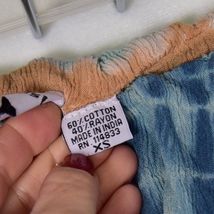 60% COTTON
40% RAYON
MADE IN INDIA
RN. 114833
XS